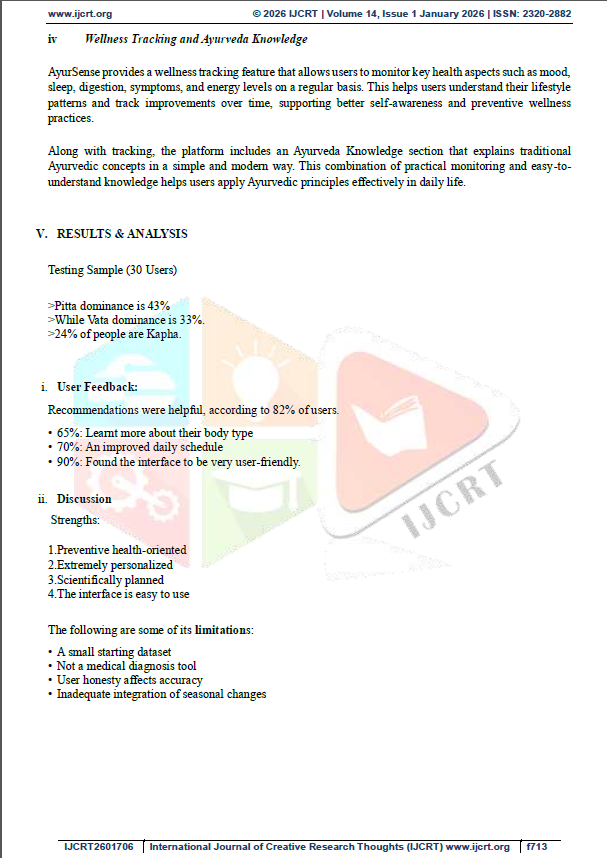 www.ijcrt.org © 2026 IJCRT | Volume 14, Issue 1 January 2026 | ISSN: 2320-2882
iv Wellness Tracking and Ayurveda Knowledge
AyurSense provides a wellness tracking feature that allows users to monitor key health aspects such as mood,
sleep, digestion, symptoms, and energy levels on a regular basis. This helps users understand their lifestyle
patterns and track improvements over time, supporting better self-awareness and preventive wellness
practices.
Along with tracking, the platform includes an Ayurveda Knowledge section that explains traditional
Ayurvedic concepts in a simple and modern way. This combination of practical monitoring and easy-to-
understand knowledge helps users apply Ayurvedic principles effectively in daily life.
V. RESULTS & ANALYSIS
Testing Sample (30 Users)
>Pitta dominance is 43%
>While Vata dominance is 33%.
>24% of people are Kapha.
i. User Feedback:
Recommendations were helpful, according to 82% of users.
• 65%: Learnt more about their body type
• 70%: An improved daily schedule
• 90%: Found the interface to be very user-friendly.
ii. Discussion
Strengths:
1.Preventive health-oriented
2.Extremely personalized
3.Scientifically planned
4.The interface is easy to use
The following are some of its limitations:
• A small starting dataset
• Not a medical diagnosis tool
• User honesty affects accuracy
• Inadequate integration of seasonal changes
IJCRT
IJCRT2601706 International Journal of Creative Research Thoughts (IJCRT) www.ijcrt.org f713